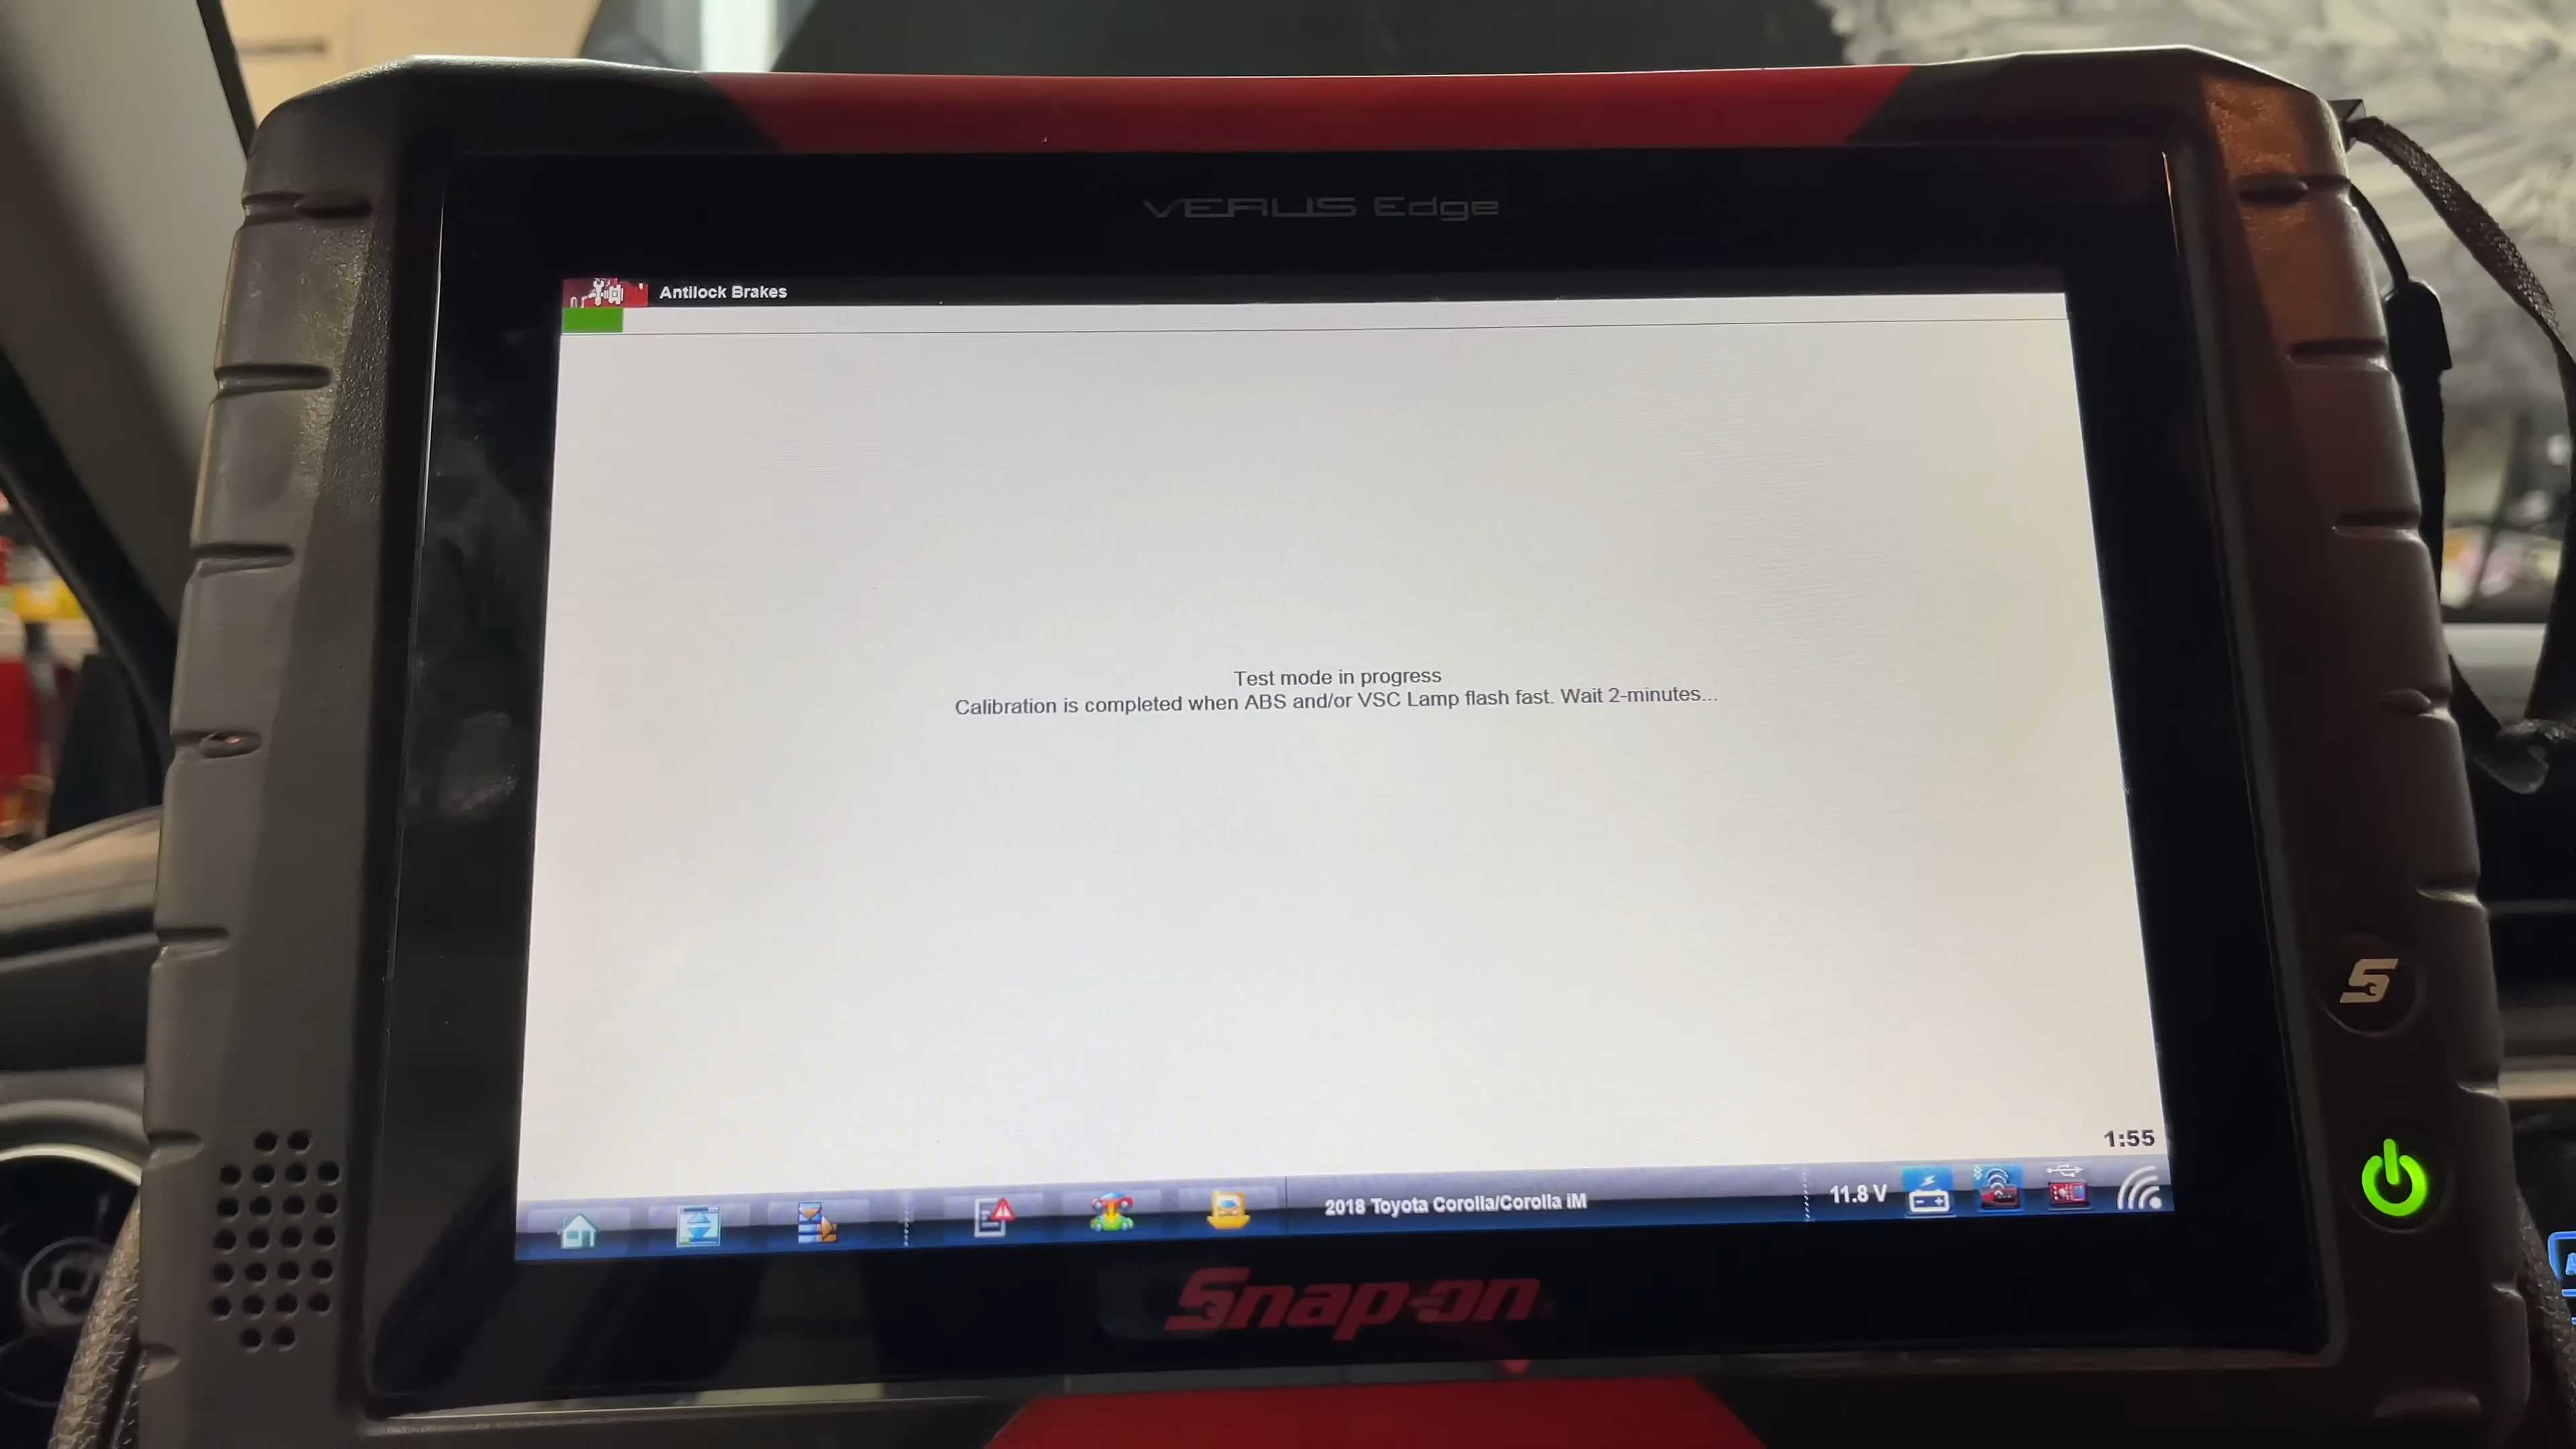 VERUS Edge
Antilock Brakes
Test mode in progress
Calibration is completed when ABS and/or VSC Lamp flash fast. Wait 2-minutes...
1:55
2018 Toyota Corolla/Corolla iM
11.8 V
Snap-on